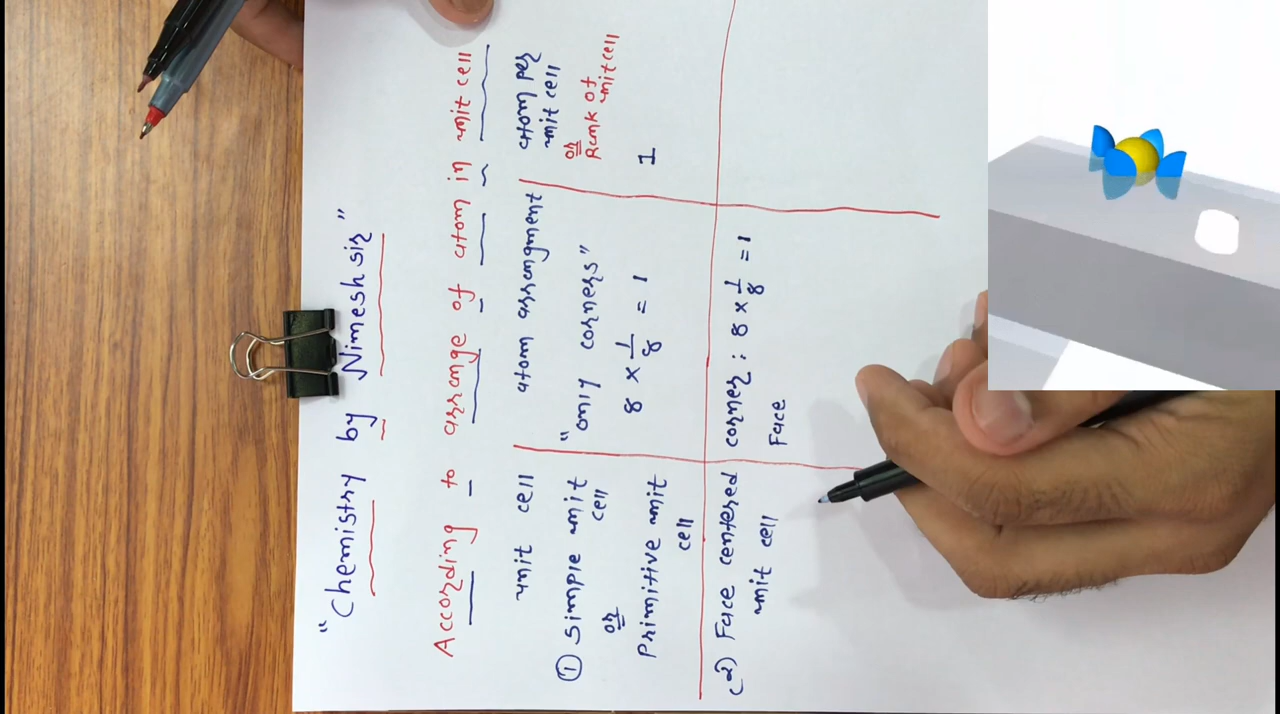 "Chemistry by Nimesh sir"
According to arrange of atom in unit cell
unit cell
atom arrangment
atom per
unit cell
or
Rank of
unit cell
① Simple unit
cell
or
Primitive unit
cell
"only corners"
8 × 1/8 = 1
1
(2) Face centered
unit cell
corner : 8 × 1/8 = 1
Face